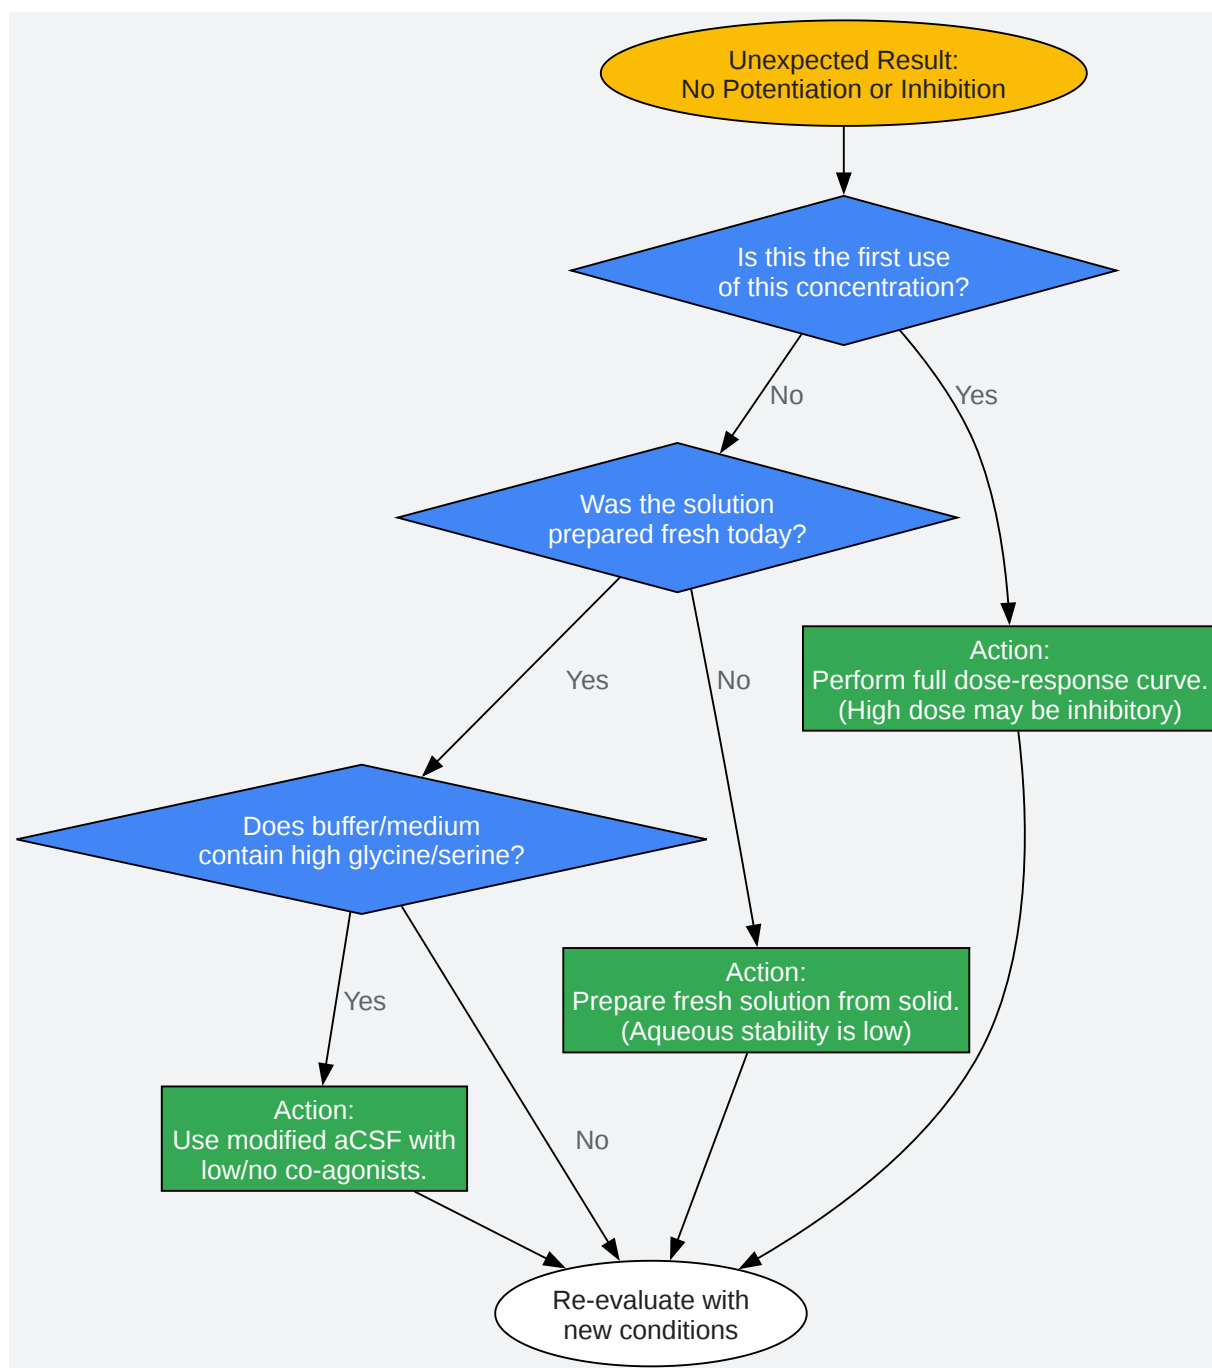 Unexpected Result:
No Potentiation or Inhibition
Is this the first use
of this concentration?
No
Yes
Was the solution
prepared fresh today?
Yes
No
Action:
Perform full dose-response curve.
(High dose may be inhibitory)
Does buffer/medium
contain high glycine/serine?
Yes
No
Action:
Prepare fresh solution from solid.
(Aqueous stability is low)
Action:
Use modified aCSF with
low/no co-agonists.
Re-evaluate with
new conditions